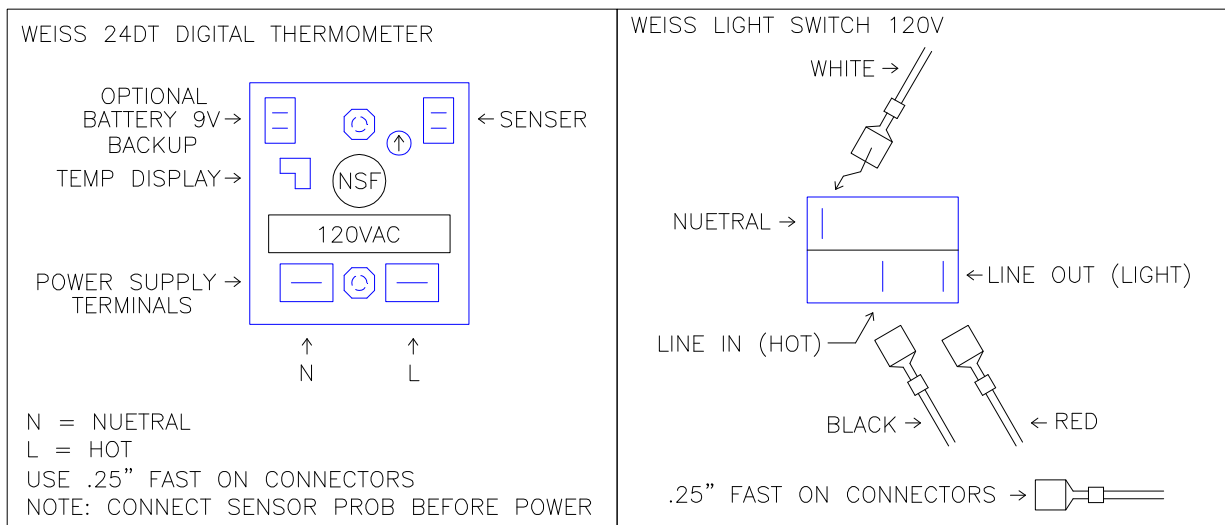 WEISS 24DT DIGITAL THERMOMETER
OPTIONAL
BATTERY 9V
BACKUP
SENSER
TEMP DISPLAY
NSF
120VAC
POWER SUPPLY
TERMINALS
N
L
N = NUETRAL
L = HOT
USE .25” FAST ON CONNECTORS
NOTE: CONNECT SENSOR PROB BEFORE POWER
WEISS LIGHT SWITCH 120V
WHITE
NUETRAL
LINE OUT (LIGHT)
LINE IN (HOT)
BLACK
RED
.25” FAST ON CONNECTORS